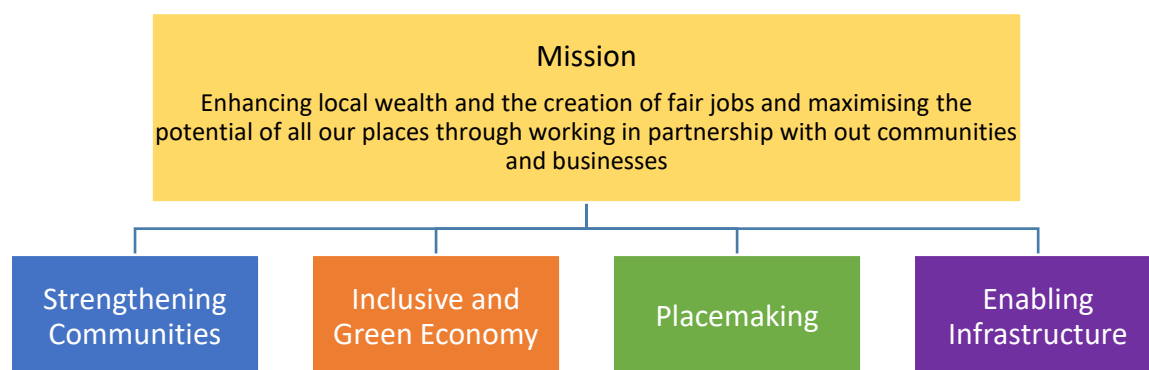 Mission
Enhancing local wealth and the creation of fair jobs and maximising the
potential of all our places through working in partnership with out communities
and businesses
Strengthening
Communities
Inclusive and
Green Economy
Placemaking
Enabling
Infrastructure